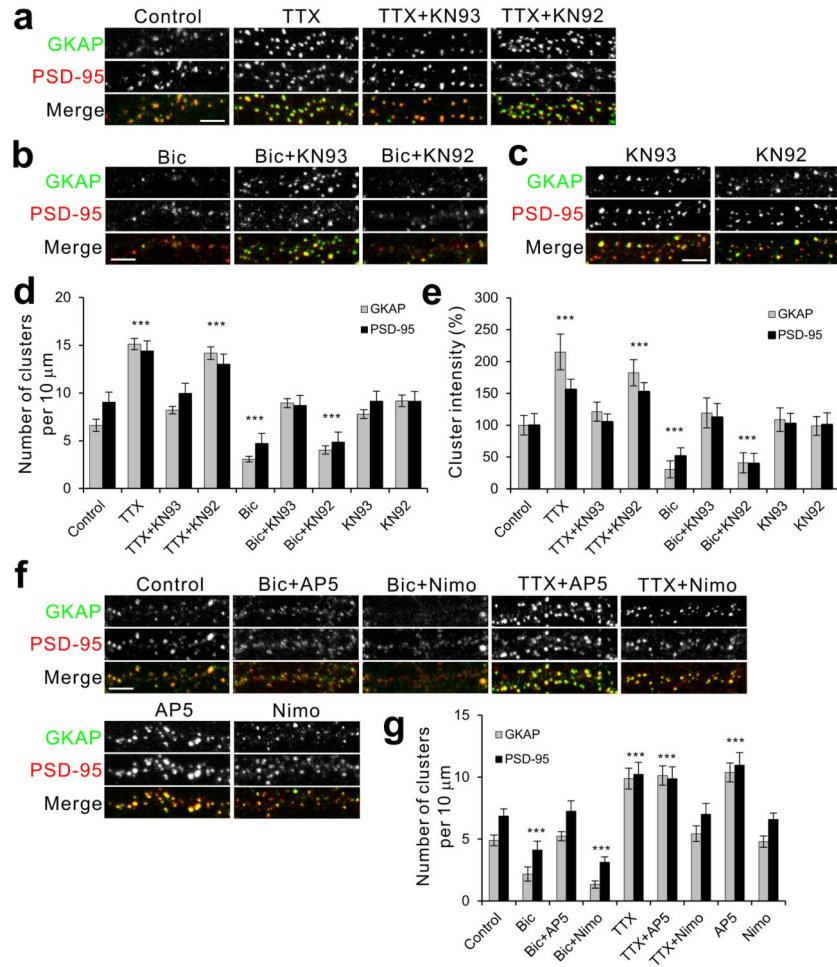 a
Control TTX TTX+KN93 TTX+KN92
GKAP
PSD-95
Merge
b
Bic Bic+KN93 Bic+KN92
GKAP
PSD-95
Merge
c
KN93 KN92
GKAP
PSD-95
Merge
d
Number of clusters
per 10 μm
20
15
10
5
0
GKAP
PSD-95
*** *** *** ***
Control TTX TTX+KN93 TTX+KN92 Bic Bic+KN93 Bic+KN92 KN93 KN92
e
Cluster intensity (%)
300
250
200
150
100
50
0
GKAP
PSD-95
*** *** *** ***
Control TTX TTX+KN93 TTX+KN92 Bic Bic+KN93 Bic+KN92 KN93 KN92
f
Control Bic+AP5 Bic+Nimo TTX+AP5 TTX+Nimo
GKAP
PSD-95
Merge
AP5 Nimo
GKAP
PSD-95
Merge
g
Number of clusters
per 10 μm
15
10
5
0
GKAP
PSD-95
*** *** *** *** ***
Control Bic Bic+AP5 Bic+Nimo TTX TTX+AP5 TTX+Nimo AP5 Nimo